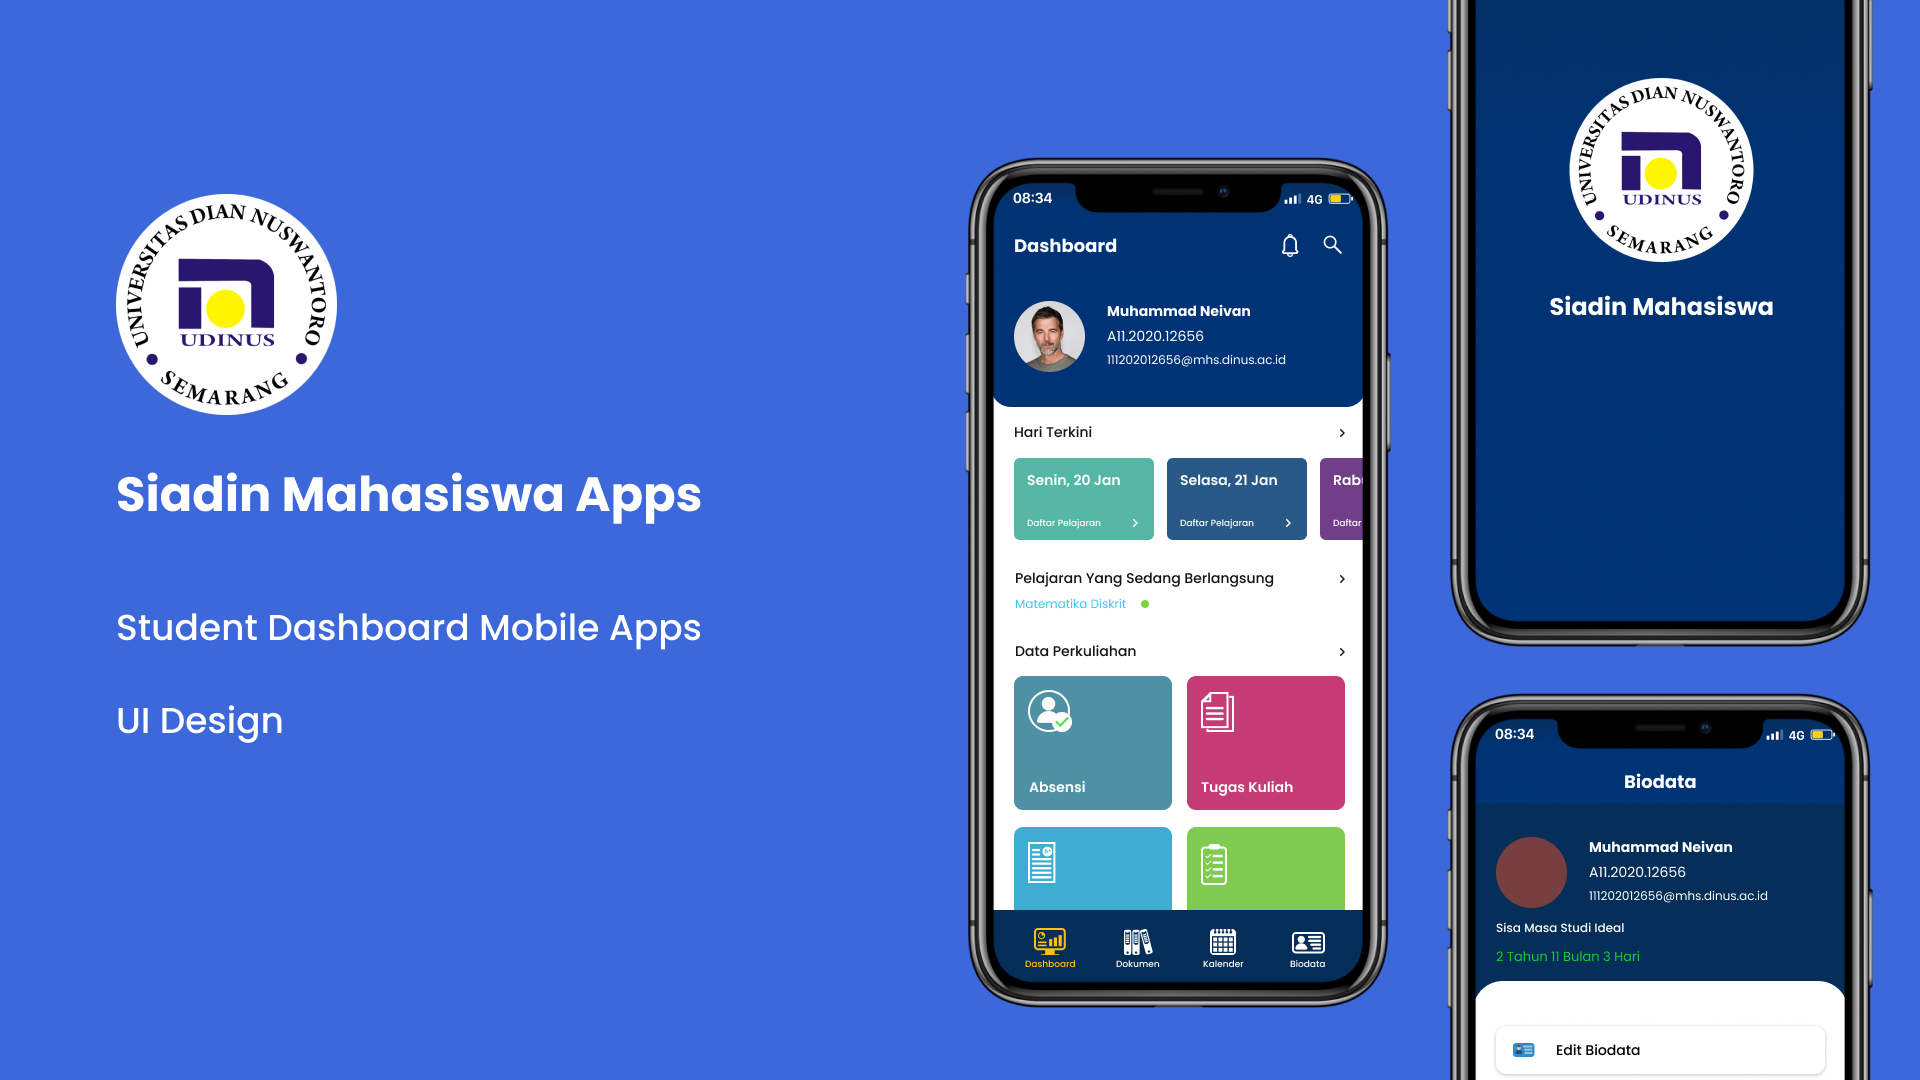 UNIVERSITAS DIAN NUSWANTORO
UDINUS
SEMARANG
Siadin Mahasiswa Apps
Student Dashboard Mobile Apps
UI Design
08:34
4G
Dashboard
Muhammad Neivan
A11.2020.12656
111202012656@mhs.dinus.ac.id
Hari Terkini
Senin, 20 Jan
Daftar Pelajaran
Selasa, 21 Jan
Daftar Pelajaran
Rab
Daftar
Pelajaran Yang Sedang Berlangsung
Matematika Diskrit
Data Perkuliahan
Absensi
Tugas Kuliah
Dashboard
Dokumen
Kalender
Biodata
UNIVERSITAS DIAN NUSWANTORO
UDINUS
SEMARANG
Siadin Mahasiswa
08:34
4G
Biodata
Muhammad Neivan
A11.2020.12656
111202012656@mhs.dinus.ac.id
Sisa Masa Studi Ideal
2 Tahun 11 Bulan 3 Hari
Edit Biodata